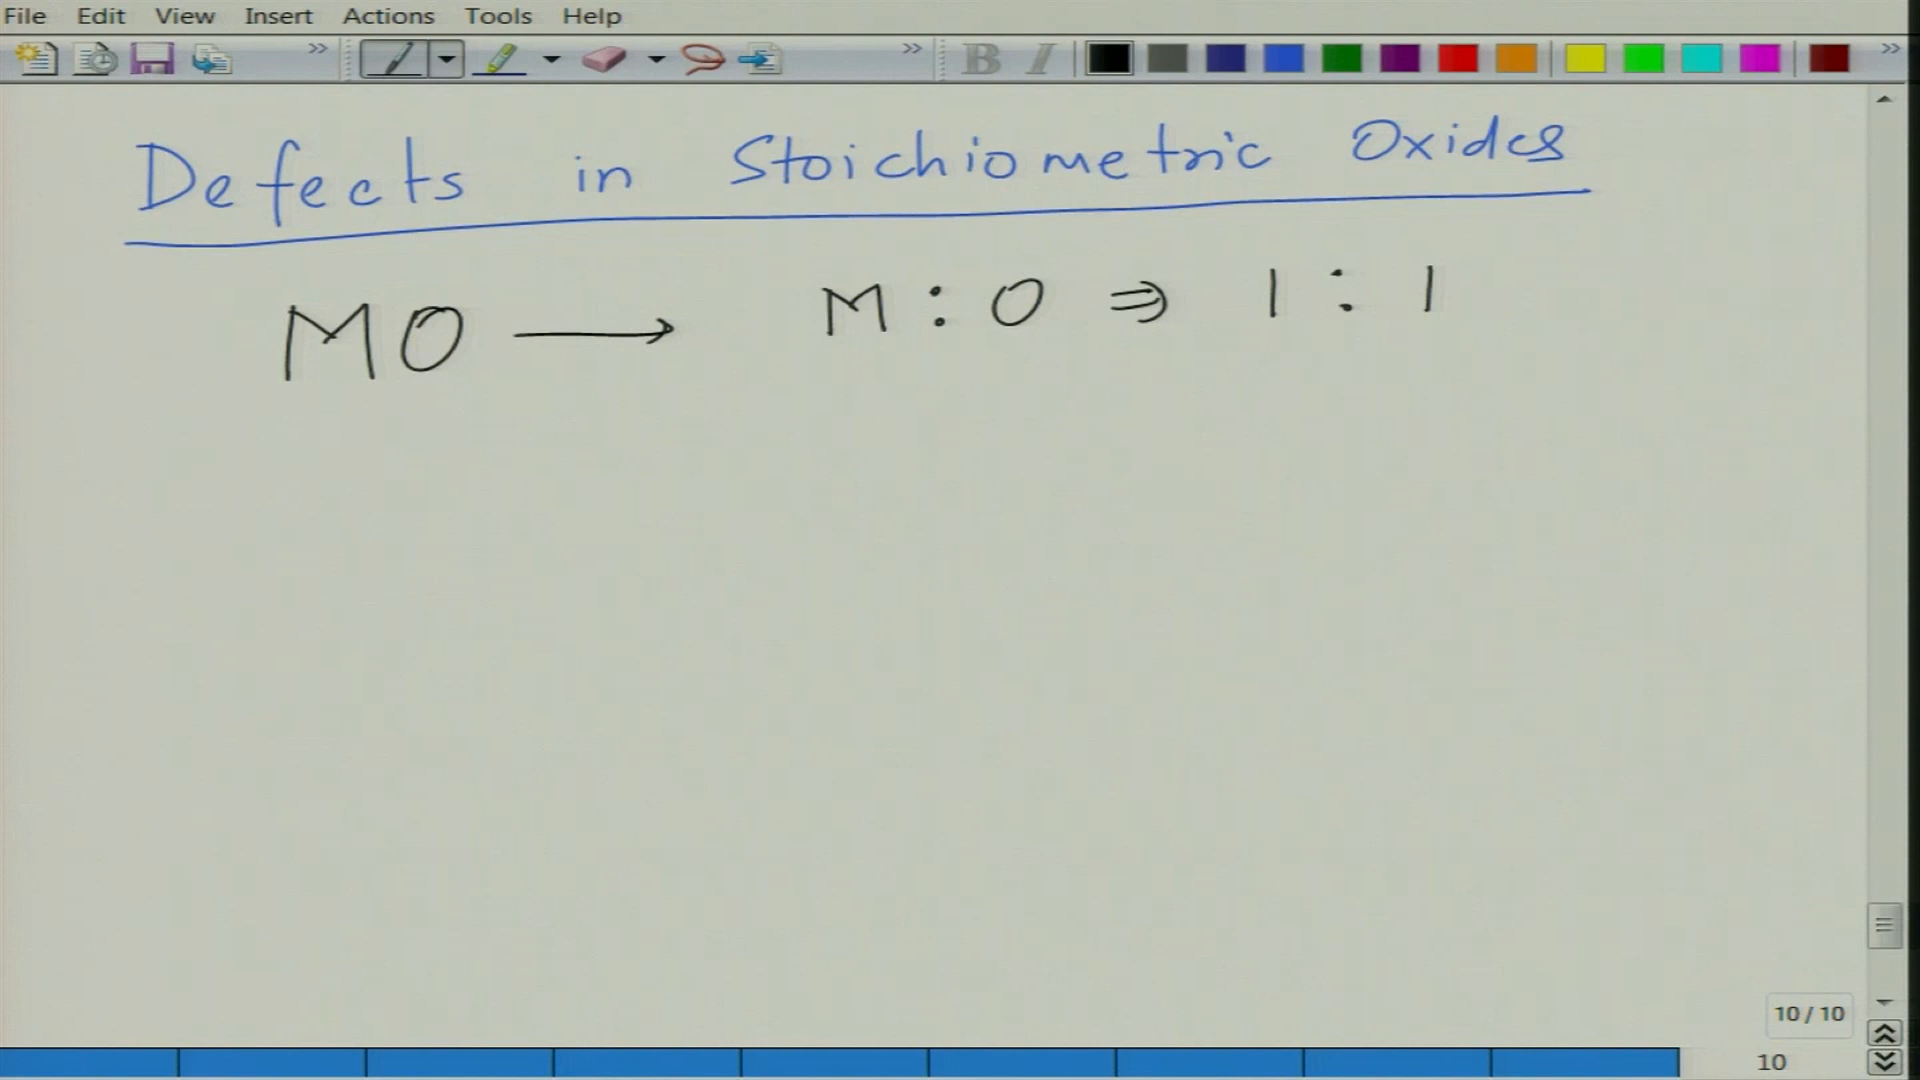 File Edit View Insert Actions Tools Help
B I
Defects in Stoichiometric Oxides
MO → M : O ⇒ 1 : 1
10 / 10
10